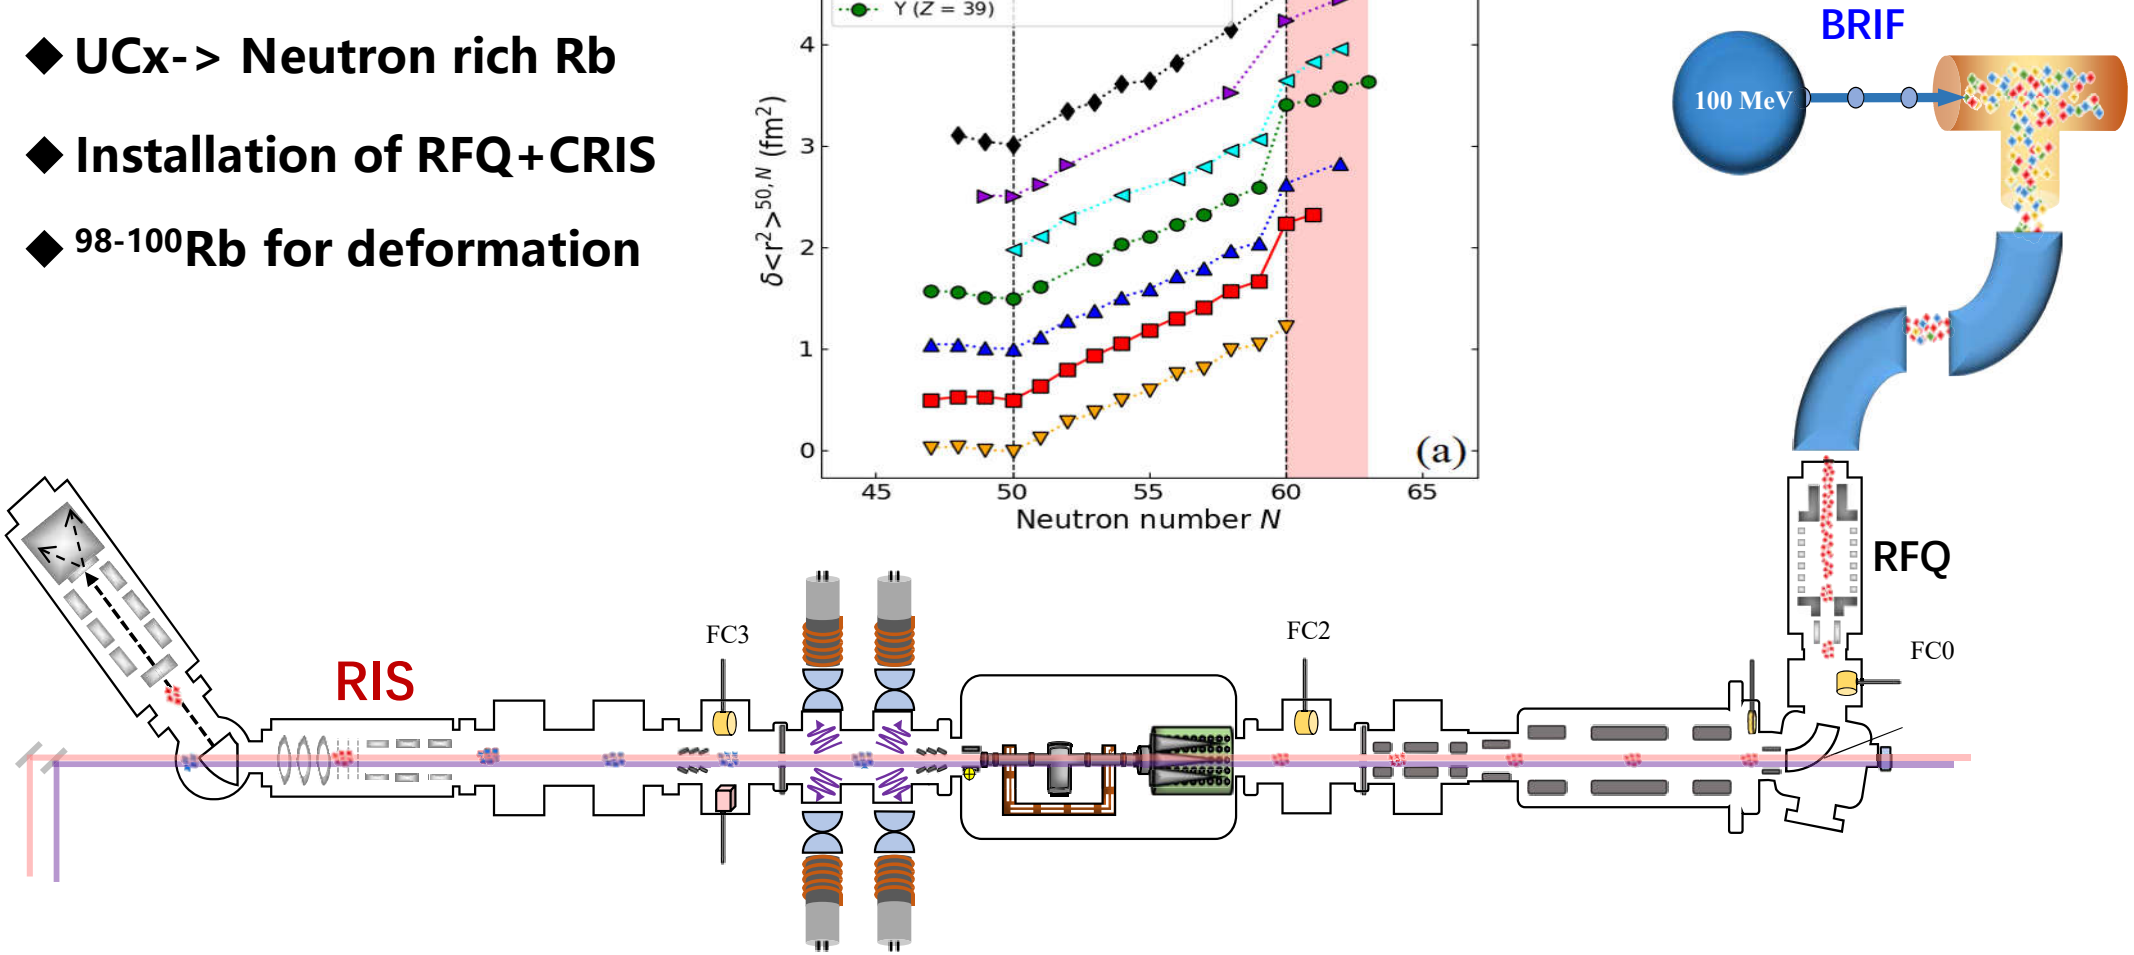 ◆ UCx-> Neutron rich Rb
◆ Installation of RFQ+CRIS
◆ 98-100Rb for deformation
Y (Z = 39)
4
3
2
1
0
δ<r²>50,N (fm²)
(a)
45 50 55 60 65
Neutron number N
BRIF
100 MeV
RFQ
FC0
FC2
FC3
RIS